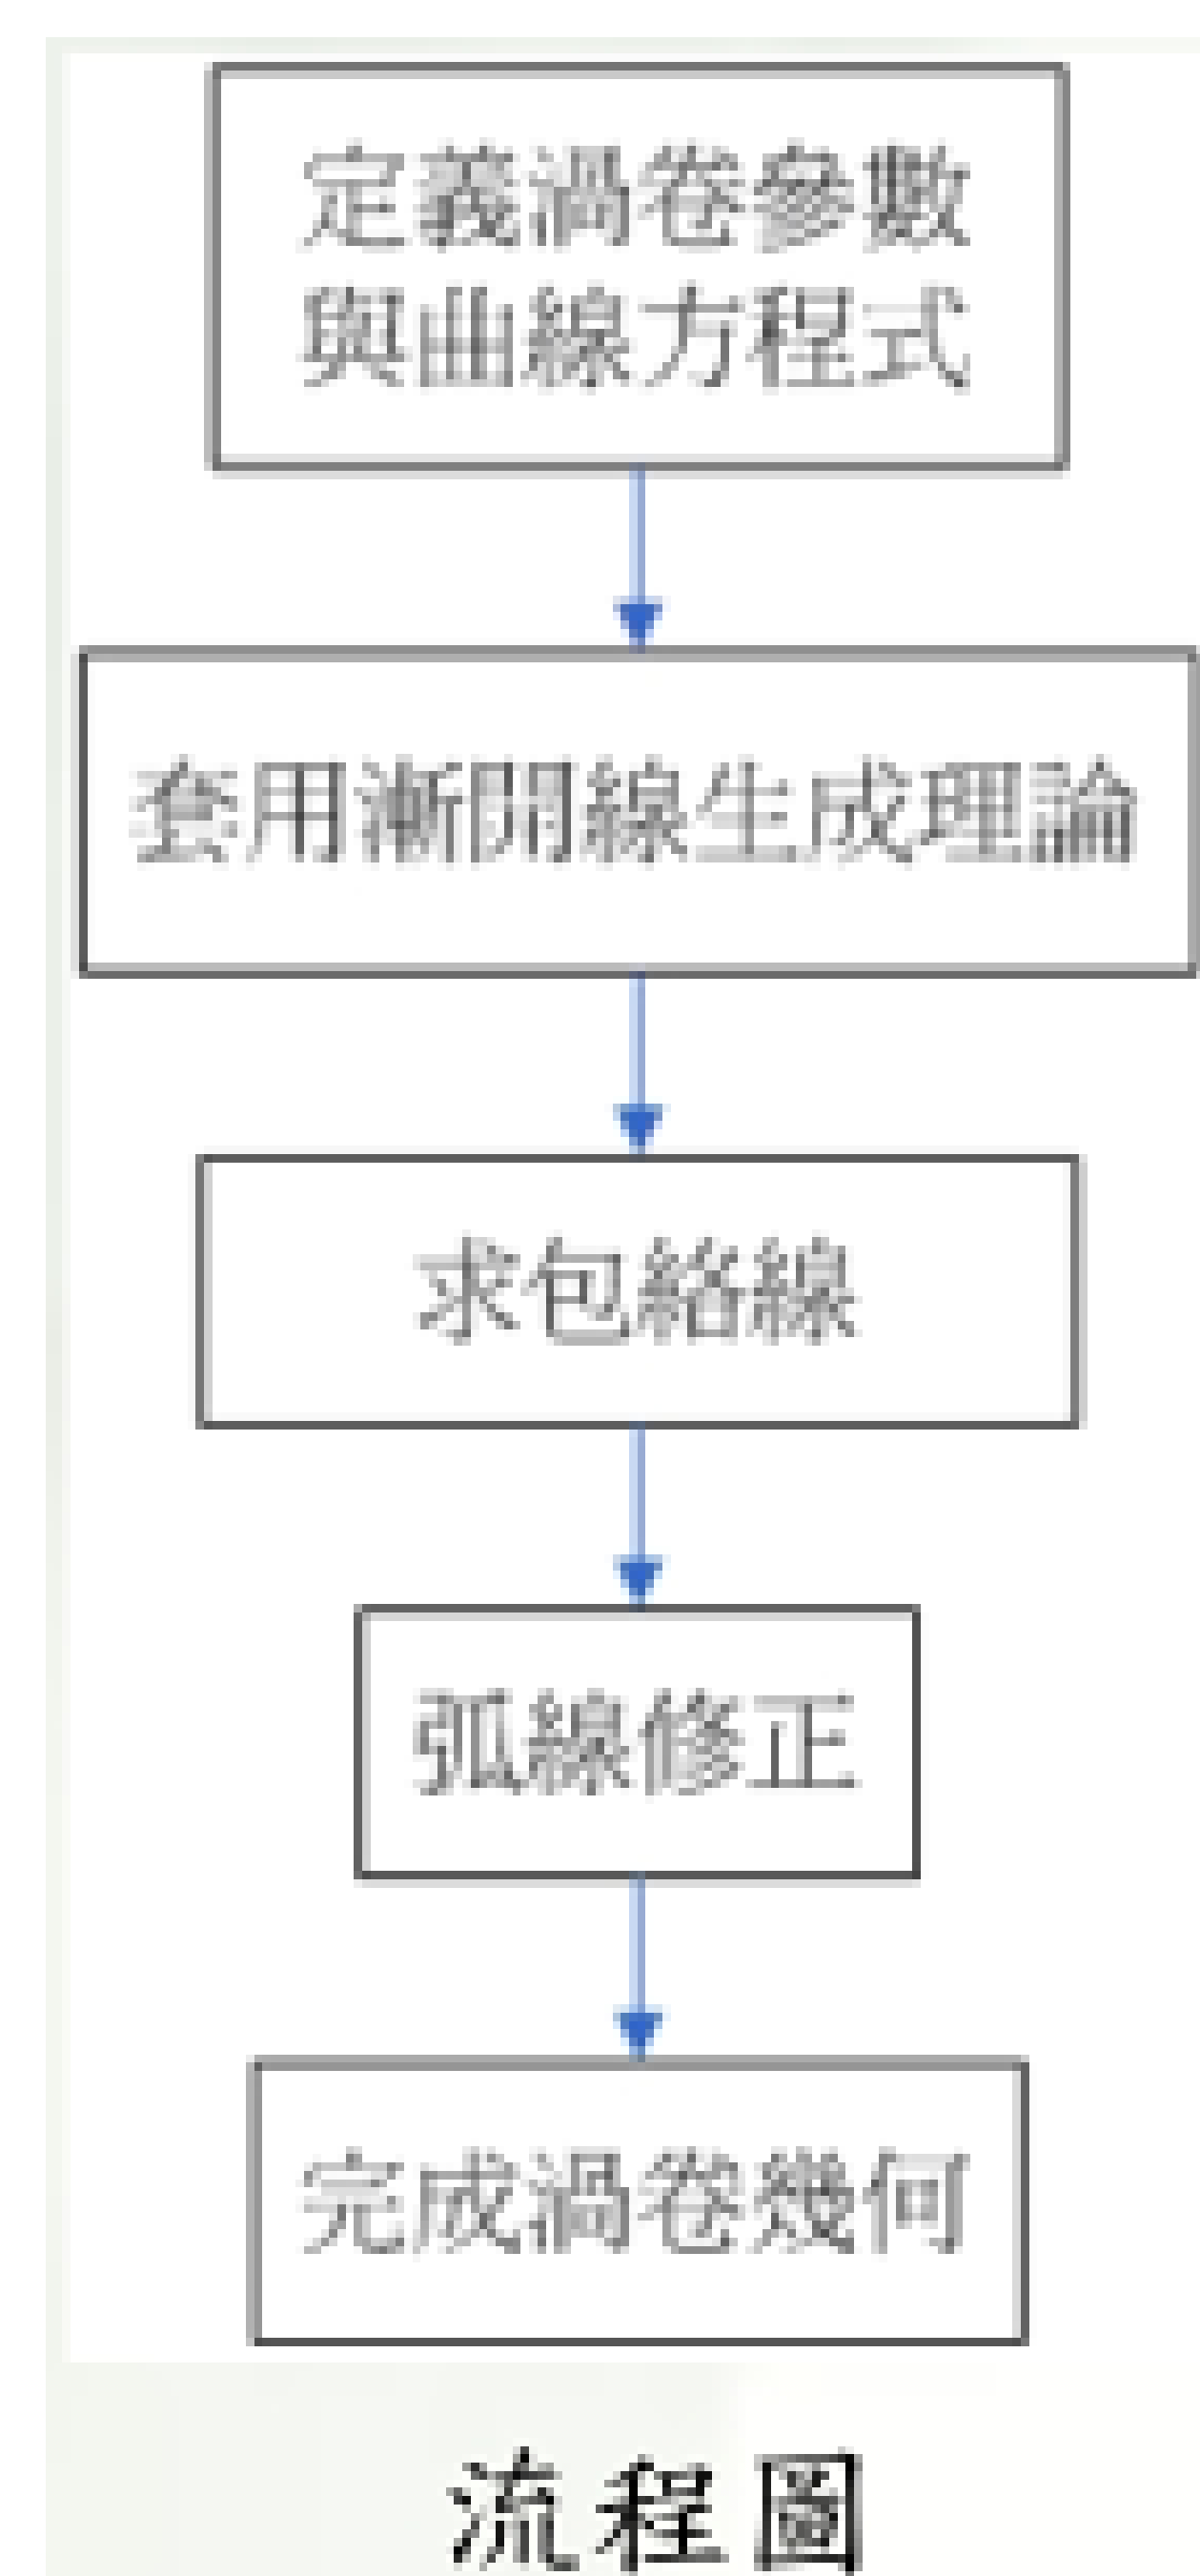 定義渦卷參數
與曲線方程式
套用漸開線生成理論
求包絡線
弧線修正
完成渦卷幾何
流程圖